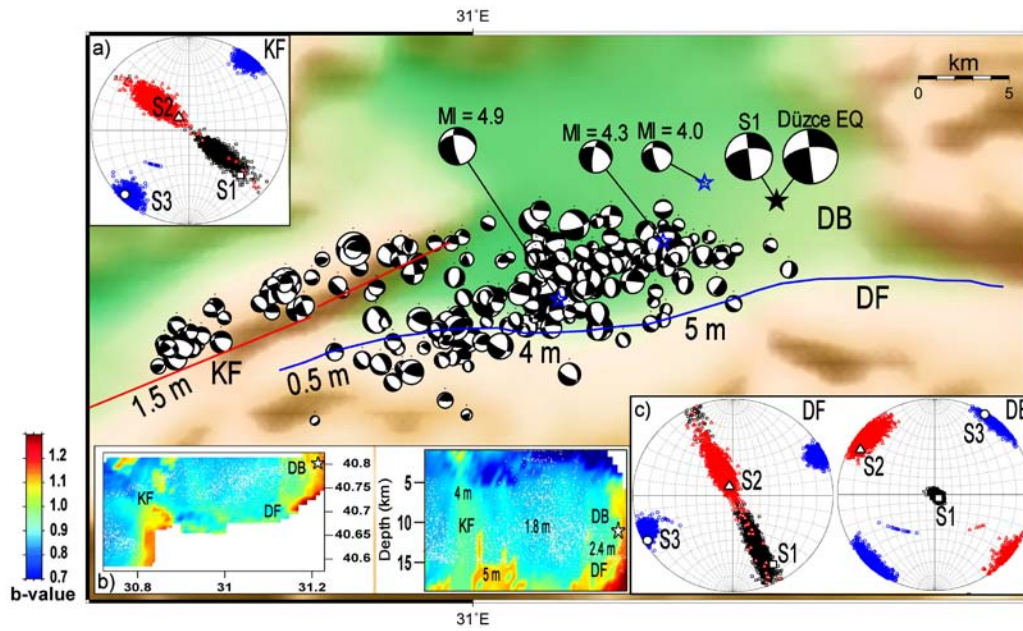 31°E
a)
KF
S2
S1
S3
km
0 5
Ml = 4.9
Ml = 4.3
Ml = 4.0
S1
Düzce EQ
DB
DF
5 m
4 m
0.5 m
KF
1.5 m
b-value
1.2
1.1
1.0
0.9
0.8
0.7
b)
KF
DB
DF
40.8
40.75
40.7
40.65
40.6
30.8 31 31.2
Depth (km)
5
10
15
4 m
KF
1.8 m
DB
2.4 m
DF
5 m
c)
DF
S2
S3
S1
DB
S3
S2
S1
31°E